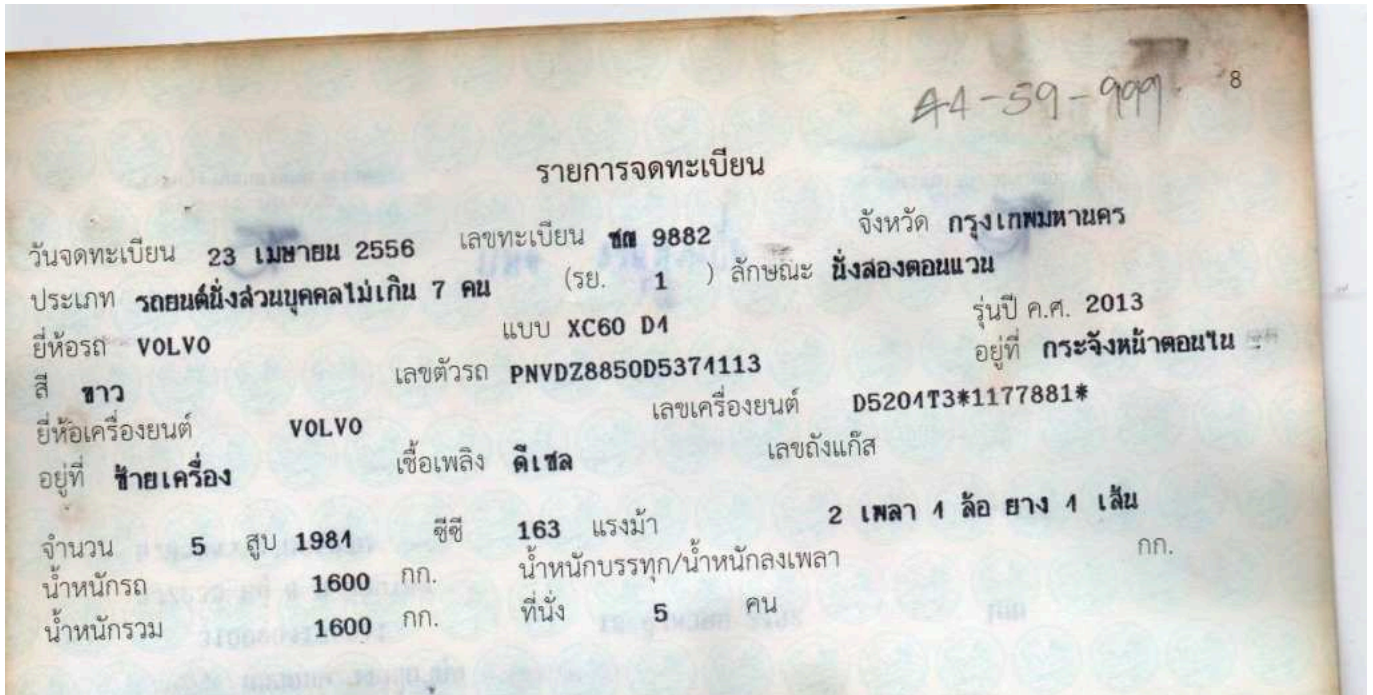 44-59-999
8
รายการจดทะเบียน
วันจดทะเบียน 23 เมษายน 2556 เลขทะเบียน 9882 จังหวัด กรุงเทพมหานคร
ประเภท รถยนต์นั่งส่วนบุคคลไม่เกิน 7 คน (รย. 1 ) ลักษณะ นั่งสองตอนแวน
ยี่ห้อรถ VOLVO แบบ XC60 D4 รุ่นปี ค.ศ. 2013
สี ขาว เลขตัวรถ PNVDZ8850D5374113 อยู่ที่ กระจังหน้าตอนใน
ยี่ห้อเครื่องยนต์ VOLVO เลขเครื่องยนต์ D5204T3*1177881*
อยู่ที่ ซ้ายเครื่อง เชื้อเพลิง ดีเซล เลขถังแก๊ส
จำนวน 5 สูบ 1984 ซีซี 163 แรงม้า 2 เพลา 4 ล้อ ยาง 4 เส้น
น้ำหนักรถ 1600 กก. น้ำหนักบรรทุก/น้ำหนักลงเพลา กก.
น้ำหนักรวม 1600 กก. ที่นั่ง 5 คน